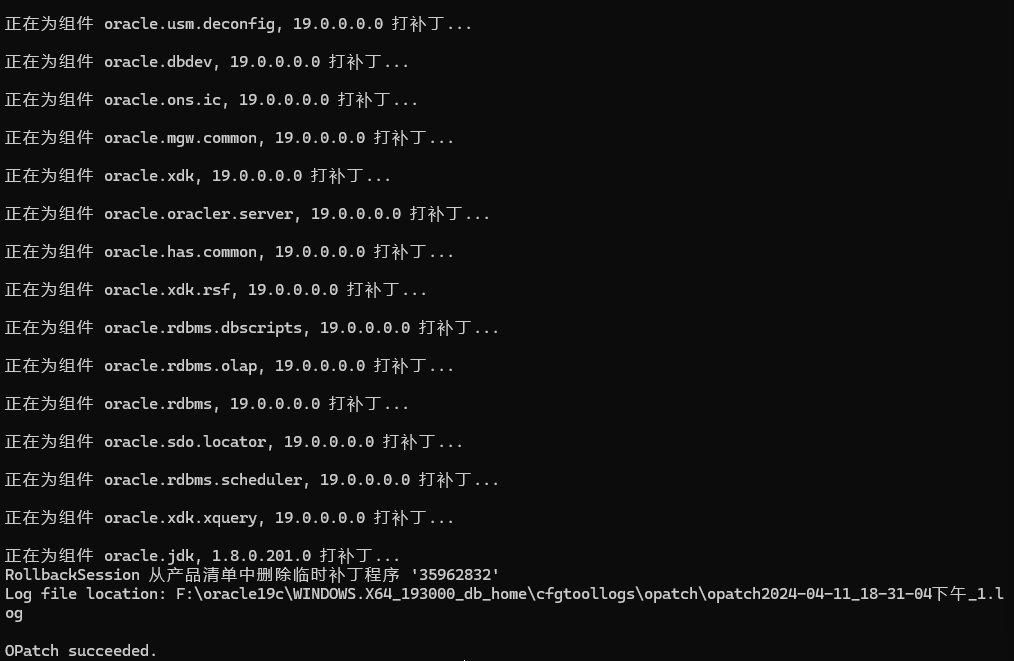 正在为组件 oracle.usm.deconfig, 19.0.0.0.0 打补丁...
正在为组件 oracle.dbdev, 19.0.0.0.0 打补丁...
正在为组件 oracle.ons.ic, 19.0.0.0.0 打补丁...
正在为组件 oracle.mgw.common, 19.0.0.0.0 打补丁...
正在为组件 oracle.xdk, 19.0.0.0.0 打补丁...
正在为组件 oracle.oracler.server, 19.0.0.0.0 打补丁...
正在为组件 oracle.has.common, 19.0.0.0.0 打补丁...
正在为组件 oracle.xdk.rsf, 19.0.0.0.0 打补丁...
正在为组件 oracle.rdbms.dbscripts, 19.0.0.0.0 打补丁...
正在为组件 oracle.rdbms.olap, 19.0.0.0.0 打补丁...
正在为组件 oracle.rdbms, 19.0.0.0.0 打补丁...
正在为组件 oracle.sdo.locator, 19.0.0.0.0 打补丁...
正在为组件 oracle.rdbms.scheduler, 19.0.0.0.0 打补丁...
正在为组件 oracle.xdk.xquery, 19.0.0.0.0 打补丁...
正在为组件 oracle.jdk, 1.8.0.201.0 打补丁...
RollbackSession 从产品清单中删除临时补丁程序 '35962832'
Log file location: F:\oracle19c\WINDOWS.X64_193000_db_home\cfgtoollogs\opatch\opatch2024-04-11_18-31-04下午_1.l
og
OPatch succeeded.